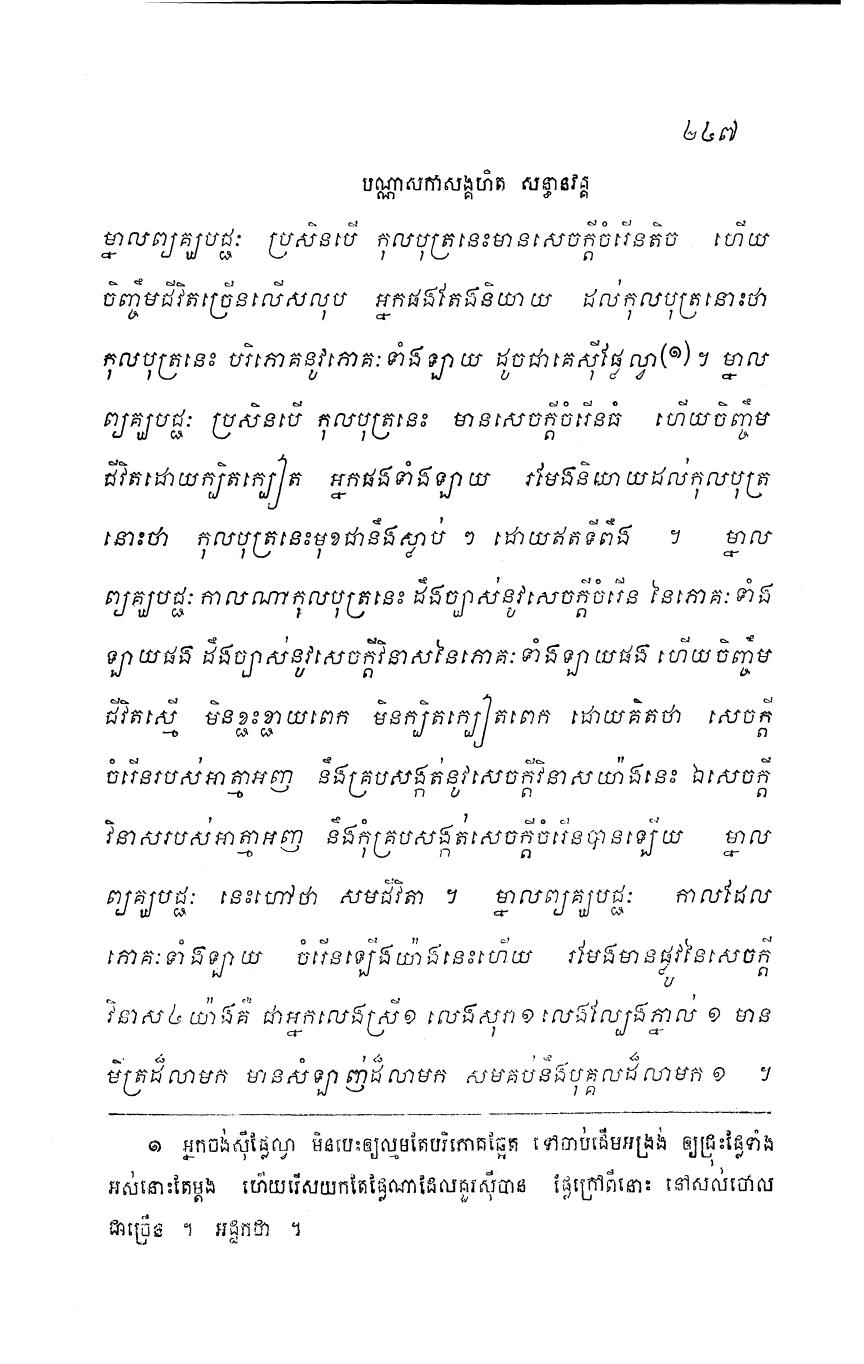 ២៤៧
បណ្ណាសកាសង្គហិត សន្ធានវគ្គ
ម្នាលព្យគ្ឃបជ្ជៈ ប្រសិនបើ កុលបុត្រនេះមានសេចក្តីចំរើនតិច ហើយ
ចិញ្ចឹមជីវិតច្រើនលើសលុប អ្នកផងតែងនិយាយ ដល់កុលបុត្រនោះថា
កុលបុត្រនេះ បរិភោគនូវភោគៈទាំងឡាយ ដូចជាគេស៊ីផ្លែល្វា(១)។ ម្នាល
ព្យគ្ឃបជ្ជៈ ប្រសិនបើ កុលបុត្រនេះ មានសេចក្តីចំរើនធំ ហើយចិញ្ចឹម
ជីវិតដោយក្បិតក្បៀត អ្នកផងទាំងឡាយ រមែងនិយាយដល់កុលបុត្រ
នោះថា កុលបុត្រនេះមុខជានឹងស្លាប់ ៗ ដោយឥតទីពឹង ។ ម្នាល
ព្យគ្ឃបជ្ជៈ កាលណាកុលបុត្រនេះ ដឹងច្បាស់នូវសេចក្តីចំរើន នៃភោគៈទាំង
ឡាយផង ដឹងច្បាស់នូវសេចក្តីវិនាសនៃភោគៈទាំងឡាយផង ហើយចិញ្ចឹម
ជីវិតស្មើ មិនខ្ជះខ្ជាយពេក មិនក្បិតក្បៀតពេក ដោយគិតថា សេចក្តី
ចំរើនរបស់អាត្មាអញ នឹងគ្របសង្កត់នូវសេចក្តីវិនាសយ៉ាងនេះ ឯសេចក្តី
វិនាសរបស់អាត្មាអញ នឹងកុំគ្របសង្កត់សេចក្តីចំរើនបានឡើយ ម្នាល
ព្យគ្ឃបជ្ជៈ នេះហៅថា សមជីវិតា ។ ម្នាលព្យគ្ឃបជ្ជៈ កាលដែល
ភោគៈទាំងឡាយ ចំរើនឡើងយ៉ាងនេះហើយ រមែងមានផ្លូវនៃសេចក្តី
វិនាស៤យ៉ាងគឺ ជាអ្នកលេងស្រី១ លេងសុរា១ លេងល្បែងភ្នាល់ ១ មាន
មិត្រដ៏លាមក មានសំឡាញ់ដ៏លាមក សមគប់នឹងបុគ្គលដ៏លាមក១ ។
១ អ្នកចង់ស៊ីផ្លែល្វា មិនបេះឲ្យល្មមតែបរិភោគឆ្អែត ទៅចាប់ដើមអង្រង់ ឲ្យជ្រុះផ្លែទាំង
អស់នោះតែម្តង ហើយរើសយកតែផ្លែណាដែលគួរស៊ីបាន ផ្លែក្រៅពីនោះ នៅសល់ចោល
ជាច្រើន ។ អដ្ឋកថា ។